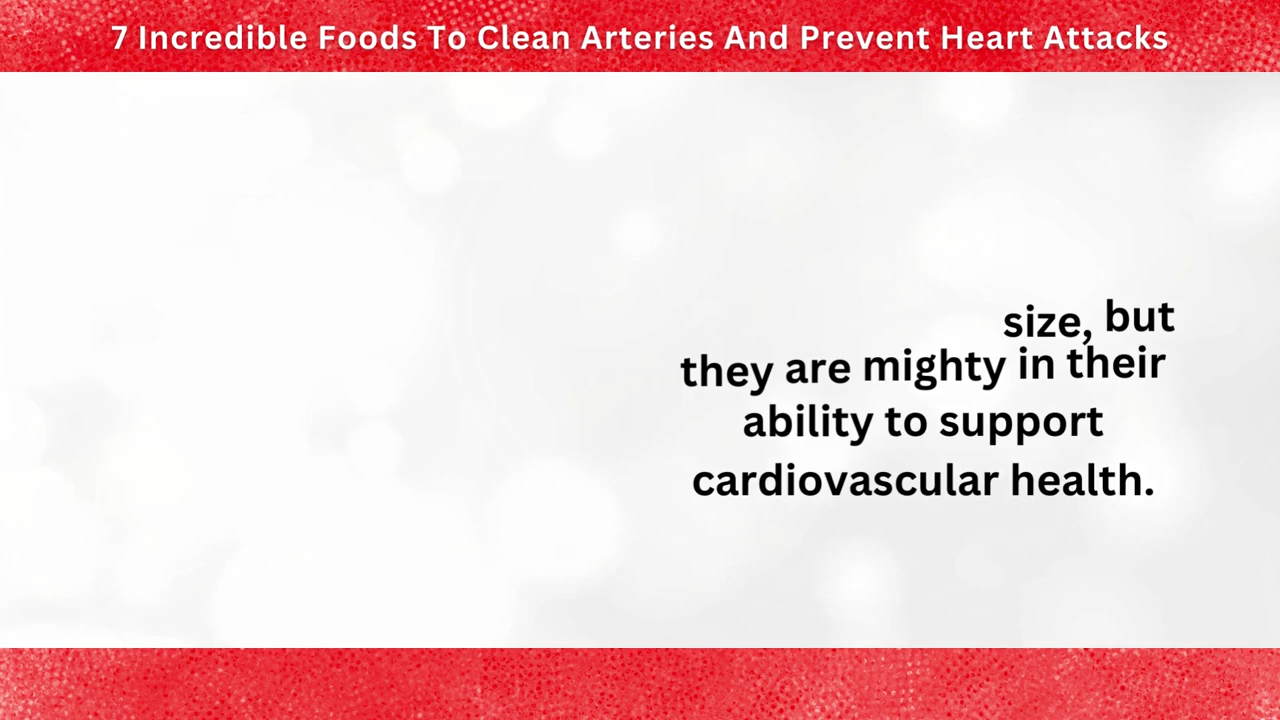 7 Incredible Foods To Clean Arteries And Prevent Heart Attacks
size, but
they are mighty in their
ability to support
cardiovascular health.